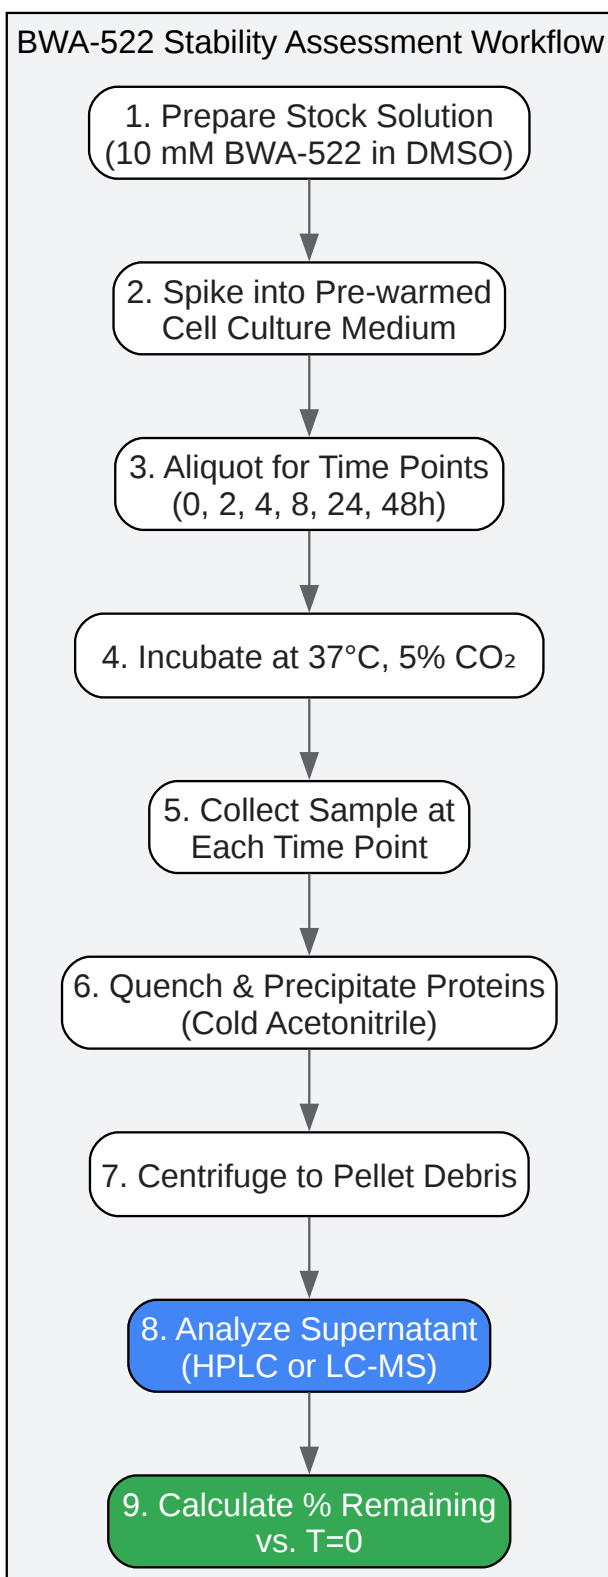 BWA-522 Stability Assessment Workflow
1. Prepare Stock Solution
(10 mM BWA-522 in DMSO)
2. Spike into Pre-warmed
Cell Culture Medium
3. Aliquot for Time Points
(0, 2, 4, 8, 24, 48h)
4. Incubate at 37°C, 5% CO₂
5. Collect Sample at
Each Time Point
6. Quench & Precipitate Proteins
(Cold Acetonitrile)
7. Centrifuge to Pellet Debris
8. Analyze Supernatant
(HPLC or LC-MS)
9. Calculate % Remaining
vs. T=0